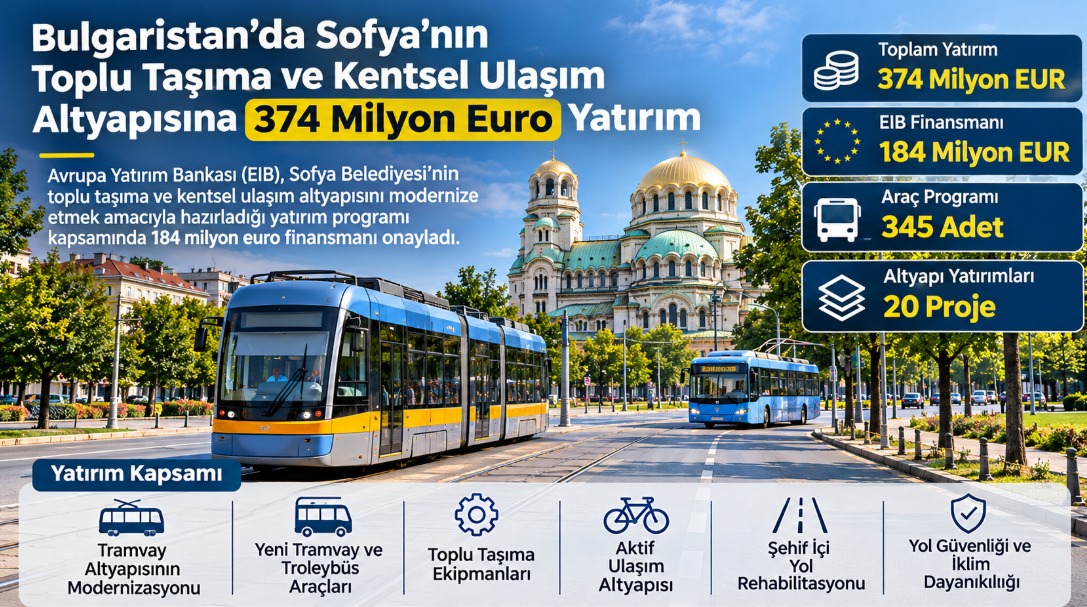 Bulgaristan'da Sofya'nın
Toplu Taşıma ve Kentsel Ulaşım
Altyapısına 374 Milyon Euro Yatırım
Avrupa Yatırım Bankası (EIB), Sofya Belediyesi'nin
toplu taşıma ve kentsel ulaşım altyapısını modernize
etmek amacıyla hazırladığı yatırım programı
kapsamında 184 milyon euro finansmanı onayladı.
Toplam Yatırım
374 Milyon EUR
EIB Finansmanı
184 Milyon EUR
Araç Programı
345 Adet
Altyapı Yatırımları
20 Proje
Yatırım Kapsamı
Tramvay
Altyapısının
Modernizasyonu
Yeni Tramvay ve
Troleybüs
Araçları
Toplu Taşıma
Ekipmanları
Aktif
Ulaşım
Altyapısı
Şehif İçi
Yol
Rehabilitasyonu
Yol Güvenliği ve
İklim
Dayanıkılıığı